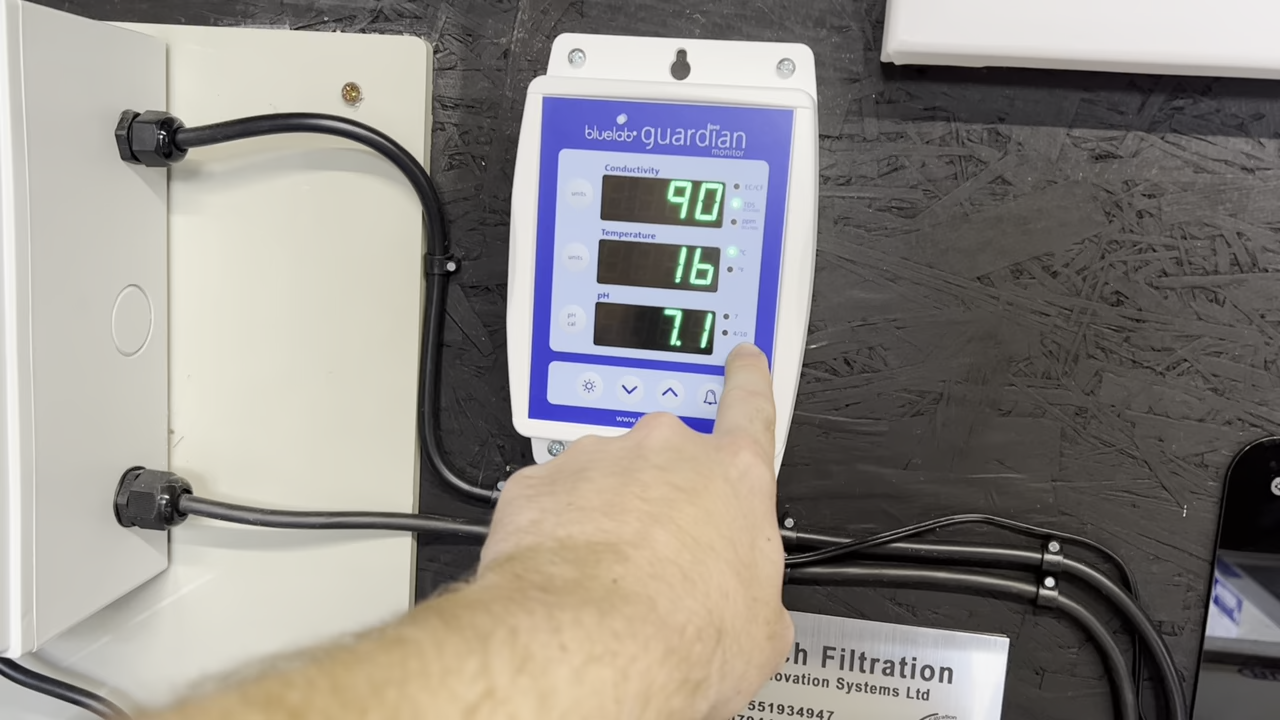 bluelab® guardian
monitor
Conductivity
units
90
EC/CF
TDS
ppm
Temperature
units
16
°C
°F
pH
pH
cal
7.1
7
4/10
www.
Filtration
ovation Systems Ltd
551934947